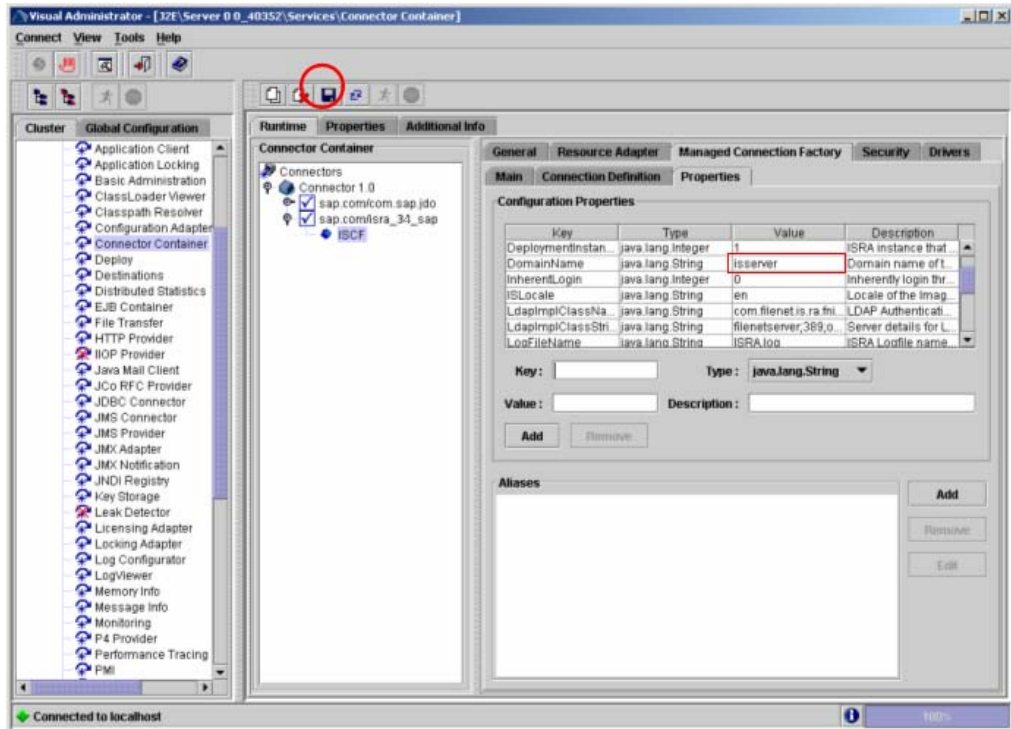 Visual Administrator - [J2E\Server 0 0_40352\Services\Connector Container]
Connect View Tools Help
Cluster Global Configuration
Application Client
Application Locking
Basic Administration
ClassLoader Viewer
Classpath Resolver
Configuration Adapter
Connector Container
Deploy
Destinations
Distributed Statistics
EJB Container
File Transfer
HTTP Provider
IIOP Provider
Java Mail Client
JCo RFC Provider
JDBC Connector
JMS Connector
JMS Provider
JMX Adapter
JMX Notification
JNDI Registry
Key Storage
Leak Detector
Licensing Adapter
Locking Adapter
Log Configurator
LogViewer
Memory Info
Message Info
Monitoring
P4 Provider
Performance Tracing
PMI
Runtime Properties Additional Info
Connector Container
Connectors
Connector 1.0
sap.com/com.sap.jdo
sap.com/isra_34_sap
ISCF
General Resource Adapter Managed Connection Factory Security Drivers
Main Connection Definition Properties
Configuration Properties
Key Type Value Description
DeploymentInstan... java.lang.Integer 1 ISRA instance that ...
DomainName java.lang.String isserver Domain name of t...
InherentLogin java.lang.Integer 0 Inherently login thr...
ISLocale java.lang.String en Locale of the Imag...
LdapImplClassNa... java.lang.String com.filenet.is.ra.fni... LDAP Authenticati...
LdapImplClassStri... java.lang.String filenetserver,389,o... Server details for L...
LogFileName java.lang.String ISRA.log ISRA Logfile name...
Key : Type : java.lang.String
Value : Description :
Add Remove
Aliases
Add
Remove
Edit
Connected to localhost 100%